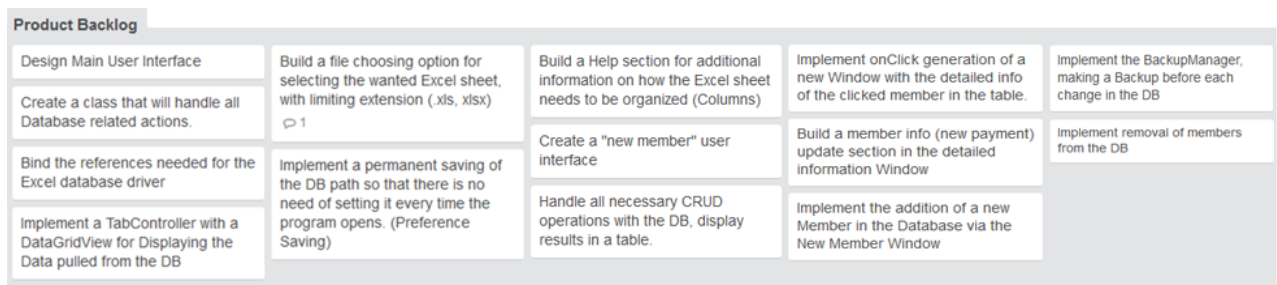 Product Backlog
Design Main User Interface
Create a class that will handle all
Database related actions.
Bind the references needed for the
Excel database driver
Implement a TabController with a
DataGridView for Displaying the
Data pulled from the DB
Build a file choosing option for
selecting the wanted Excel sheet,
with limiting extension (.xls, xlsx)
1
Implement a permanent saving of
the DB path so that there is no
need of setting it every time the
program opens. (Preference
Saving)
Build a Help section for additional
information on how the Excel sheet
needs to be organized (Columns)
Create a "new member" user
interface
Handle all necessary CRUD
operations with the DB, display
results in a table.
Implement onClick generation of a
new Window with the detailed info
of the clicked member in the table.
Build a member info (new payment)
update section in the detailed
information Window
Implement the addition of a new
Member in the Database via the
New Member Window
Implement the BackupManager,
making a Backup before each
change in the DB
Implement removal of members
from the DB